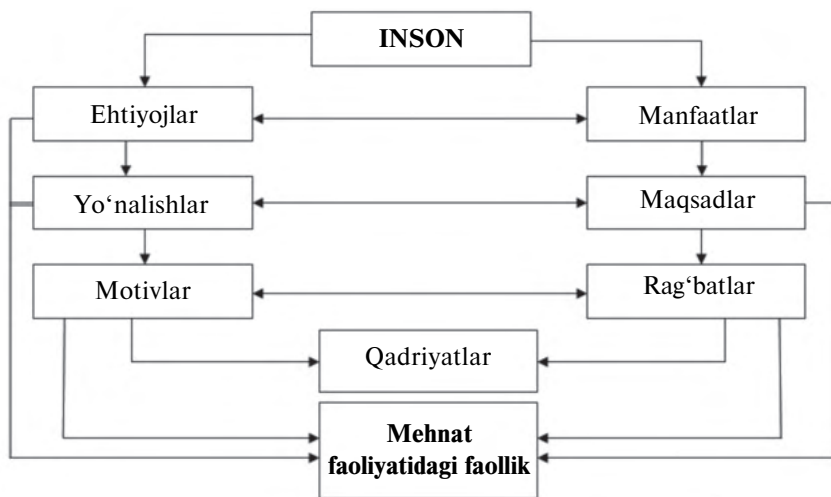 INSON
Ehtiyojlar
Manfaatlar
Yo‘nalishlar
Maqsadlar
Motivlar
Rag‘batlar
Qadriyatlar
Mehnat
faoliyatidagi faollik